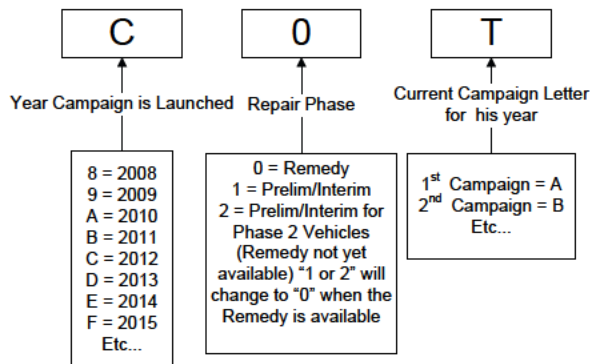 C 0 T
Year Campaign is Launched
Repair Phase
Current Campaign Letter
for his year
8 = 2008
9 = 2009
A = 2010
B = 2011
C = 2012
D = 2013
E = 2014
F = 2015
Etc...
0 = Remedy
1 = Prelim/Interim
2 = Prelim/Interim for
Phase 2 Vehicles
(Remedy not yet
available) “1 or 2” will
change to “0” when the
Remedy is available
1st Campaign = A
2nd Campaign = B
Etc...